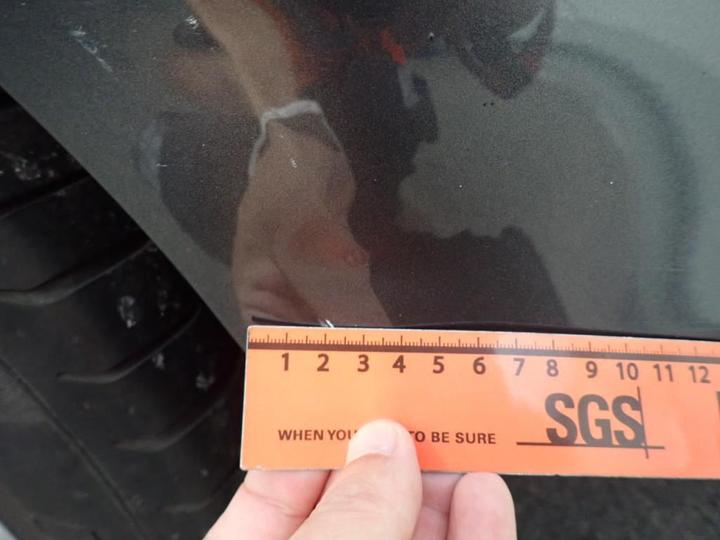 1 2 3 4 5 6 7 8 9 10 11 12
SGS
WHEN YOU TO BE SURE